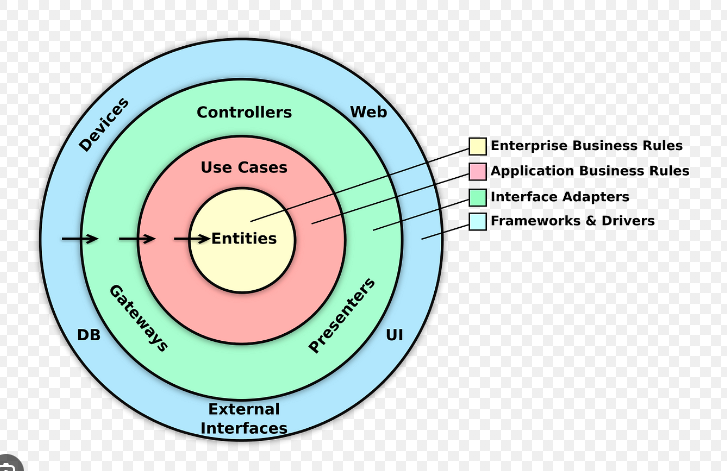 Devices
Controllers
Web
Use Cases
Entities
Gateways
Presenters
DB
UI
External
Interfaces
Enterprise Business Rules
Application Business Rules
Interface Adapters
Frameworks & Drivers